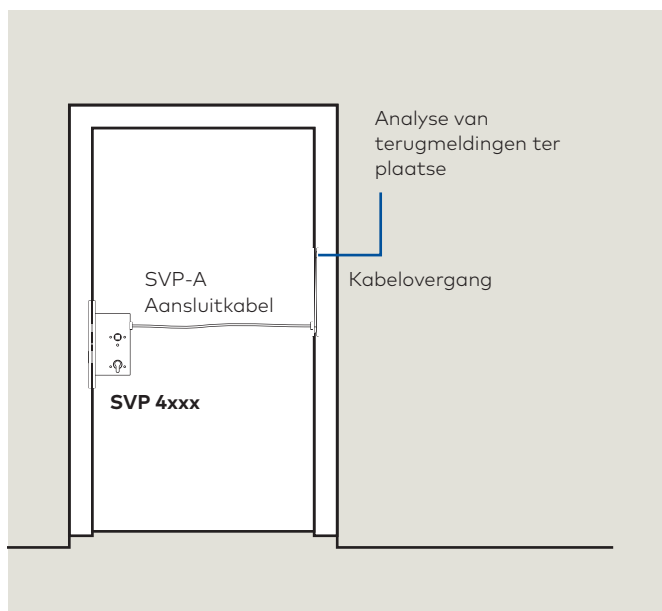 Analyse van
terugmeldingen ter
plaatse
SVP-A
Aansluitkabel
Kabelovergang
SVP 4xxx